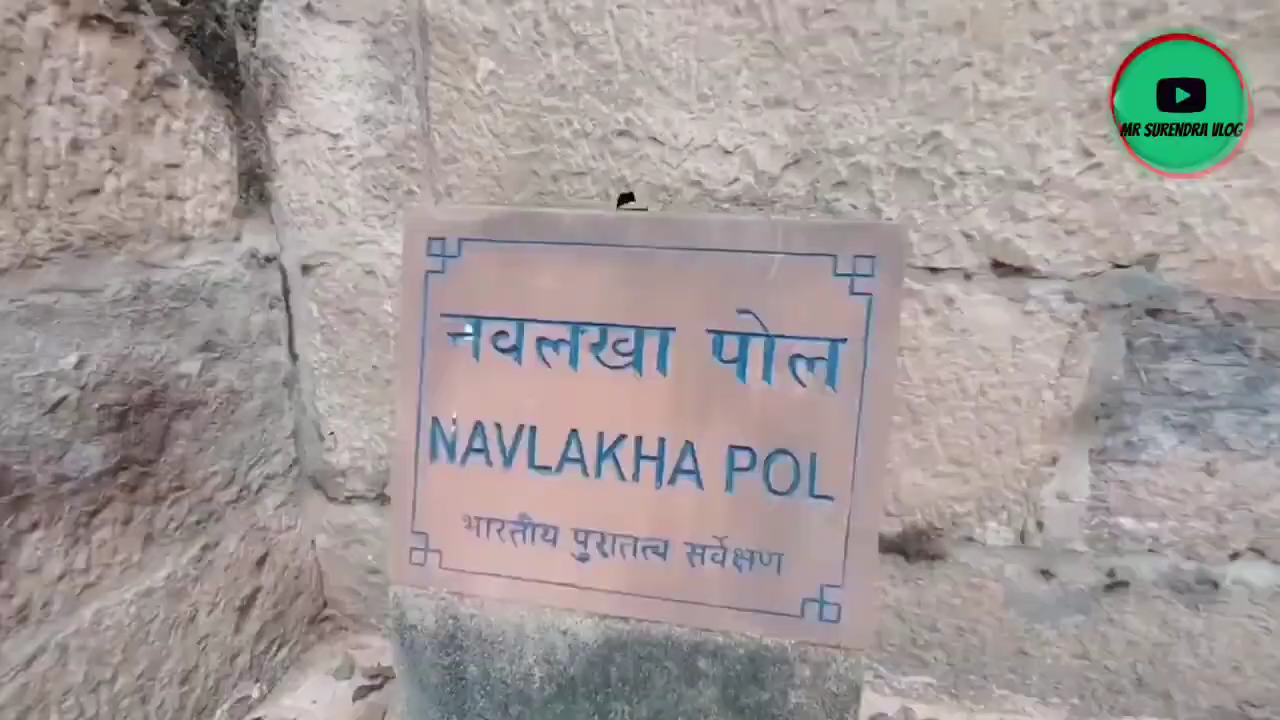 MR SURENDRA VLOG
नवलखा पोल
NAVLAKHA POL
भारतीय पुरातत्व सर्वेक्षण